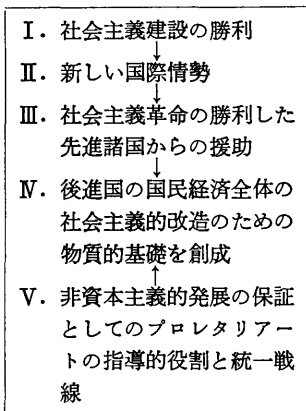 Ⅰ. 社会主義建設の勝利
↓
Ⅱ. 新しい国際情勢
↓
Ⅲ. 社会主義革命の勝利した
先進諸国からの援助
↓
Ⅳ. 後進国の国民経済全体の
社会主義的改造のための
物質的基礎を創成
↑
Ⅴ. 非資本主義的発展の保証
としてのプロレタリアー
トの指導的役割と統一戦
線